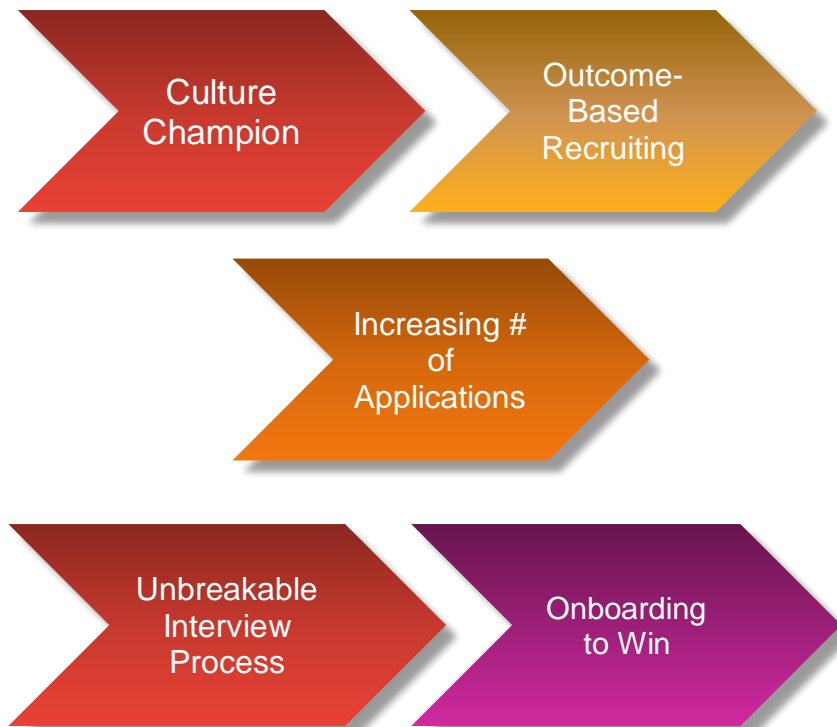 Culture
Champion
Outcome-
Based
Recruiting
Increasing #
of
Applications
Unbreakable
Interview
Process
Onboarding
to Win